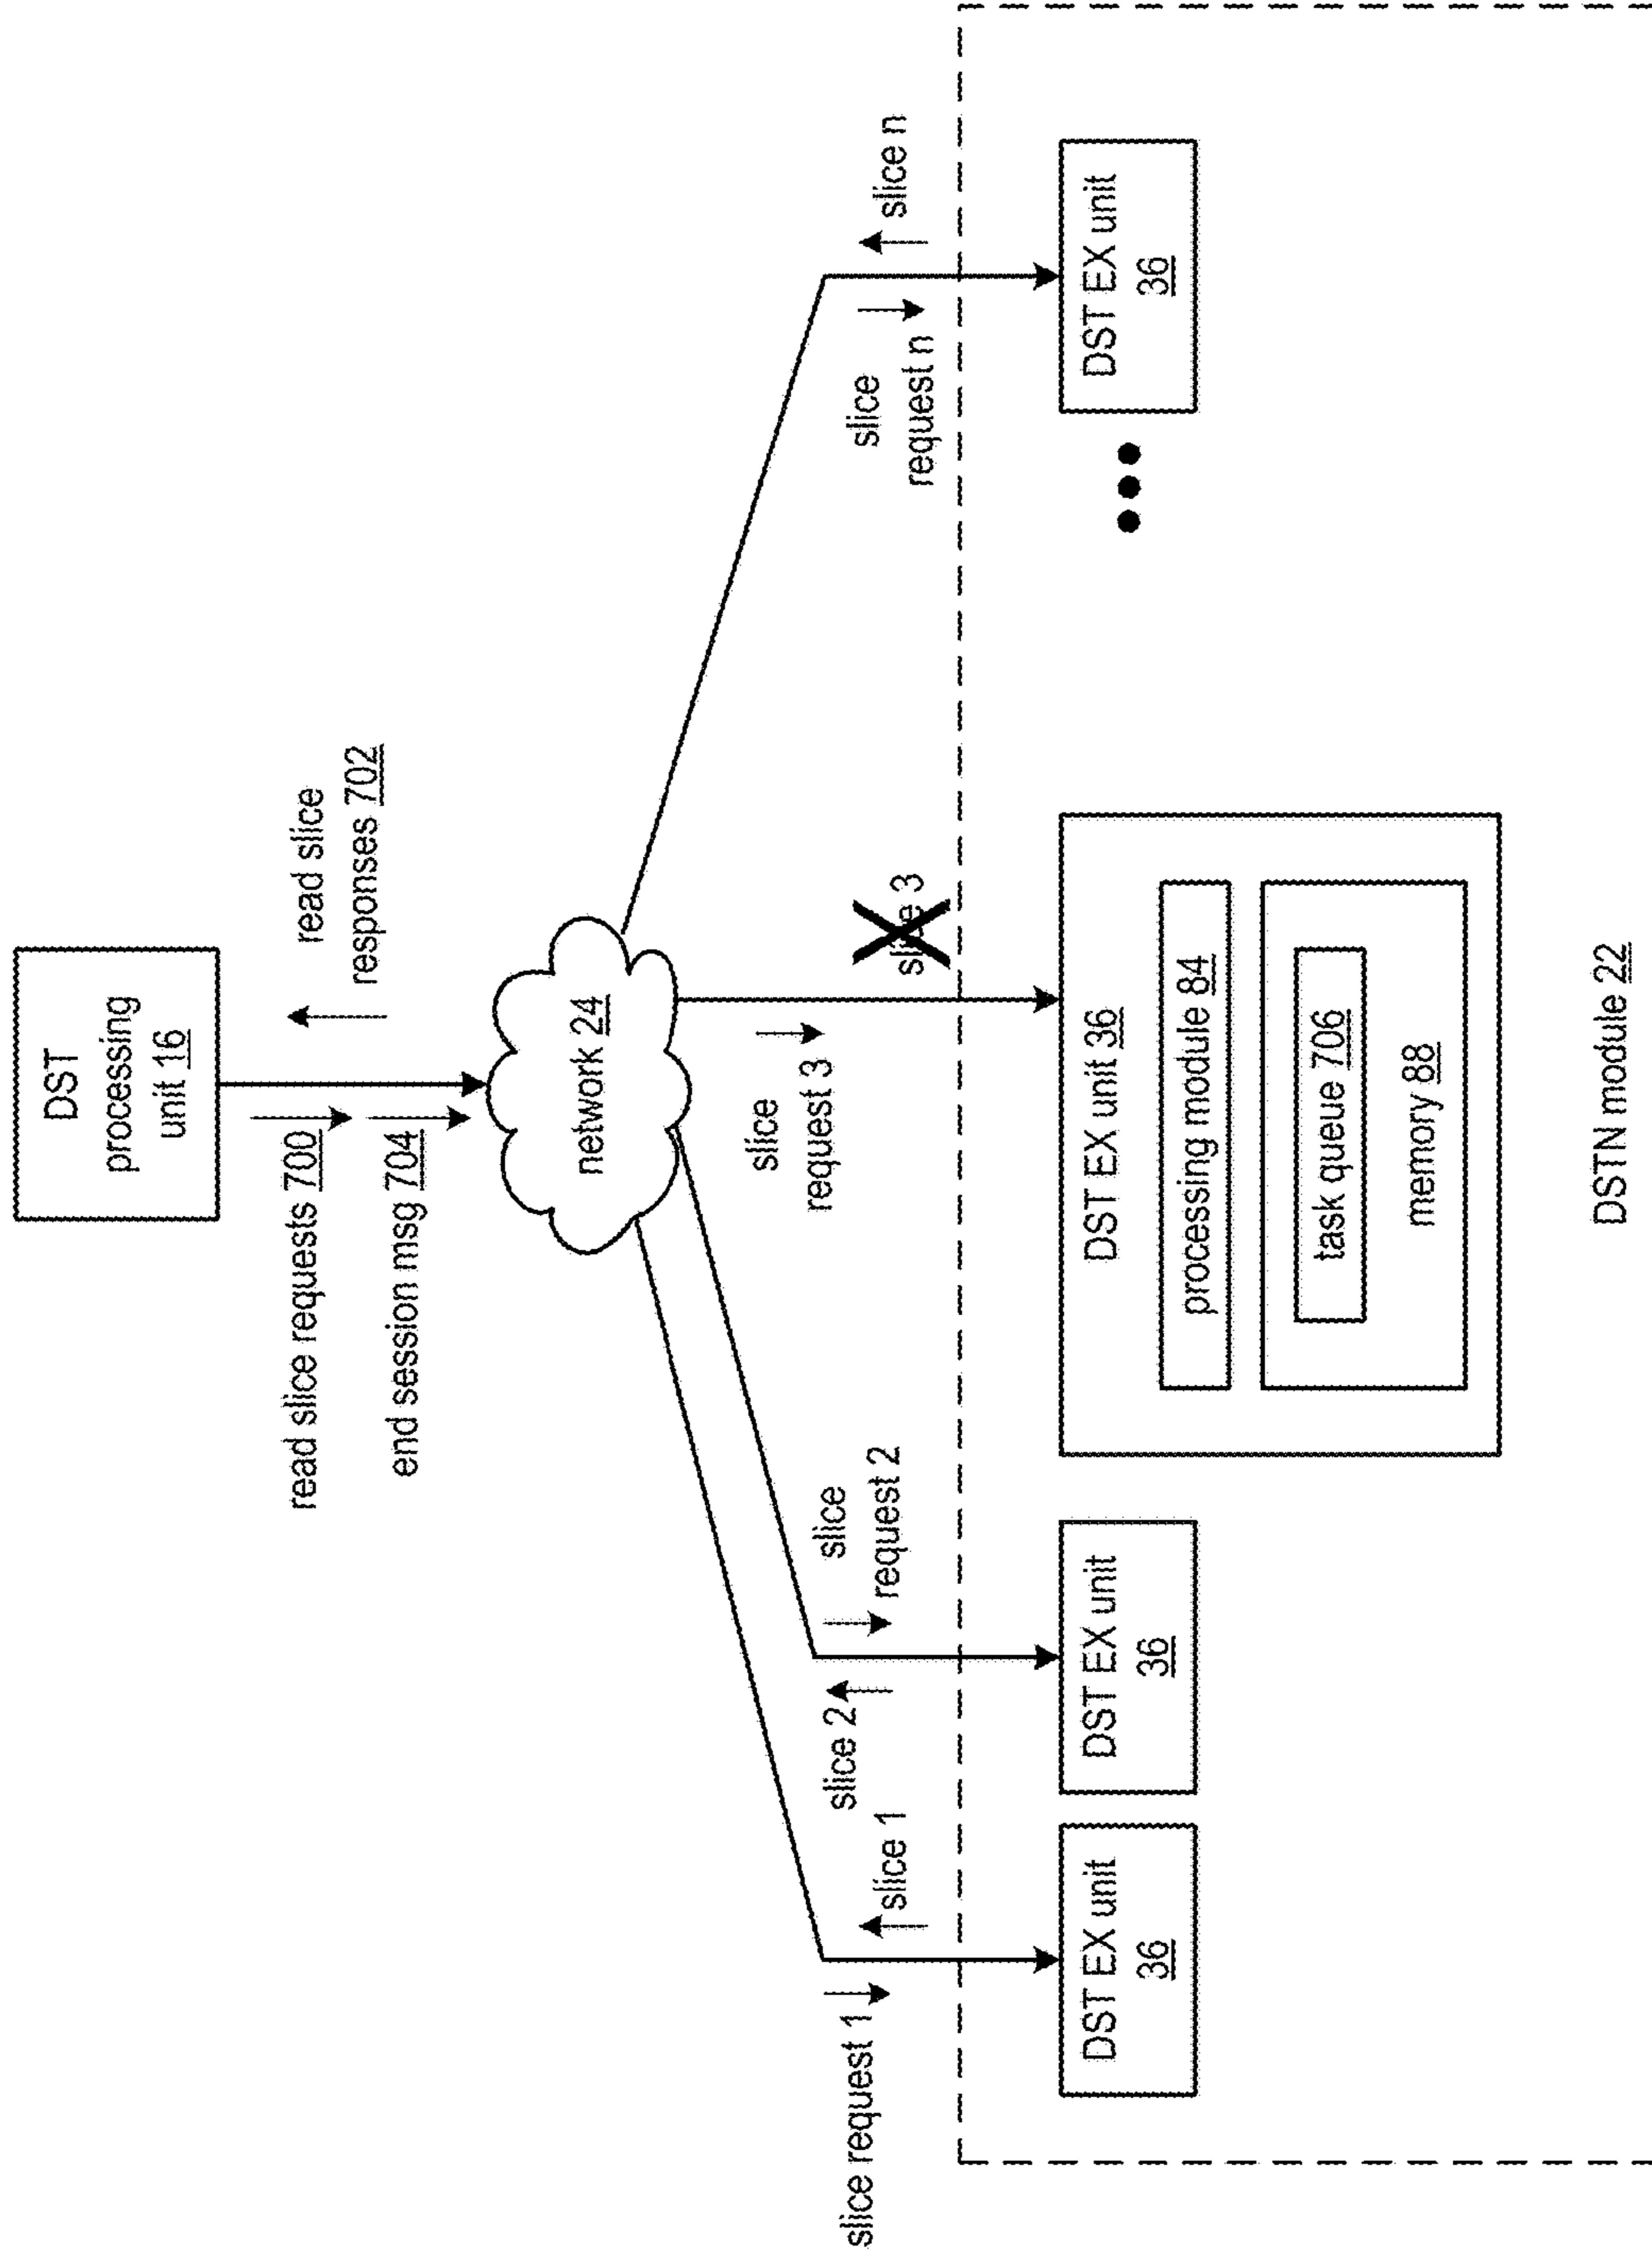 DST
processing
unit 16
read slice requests 700
end session msg 704
read slice
responses 702
network 24
slice request 1
slice 1
slice 2
slice
request 2
slice
request 3
slice 3
slice
request n
slice n
DST EX unit
36
DST EX unit
36
DST EX unit 36
processing module 84
task queue 706
memory 88
DST EX unit
36
DSTN module 22